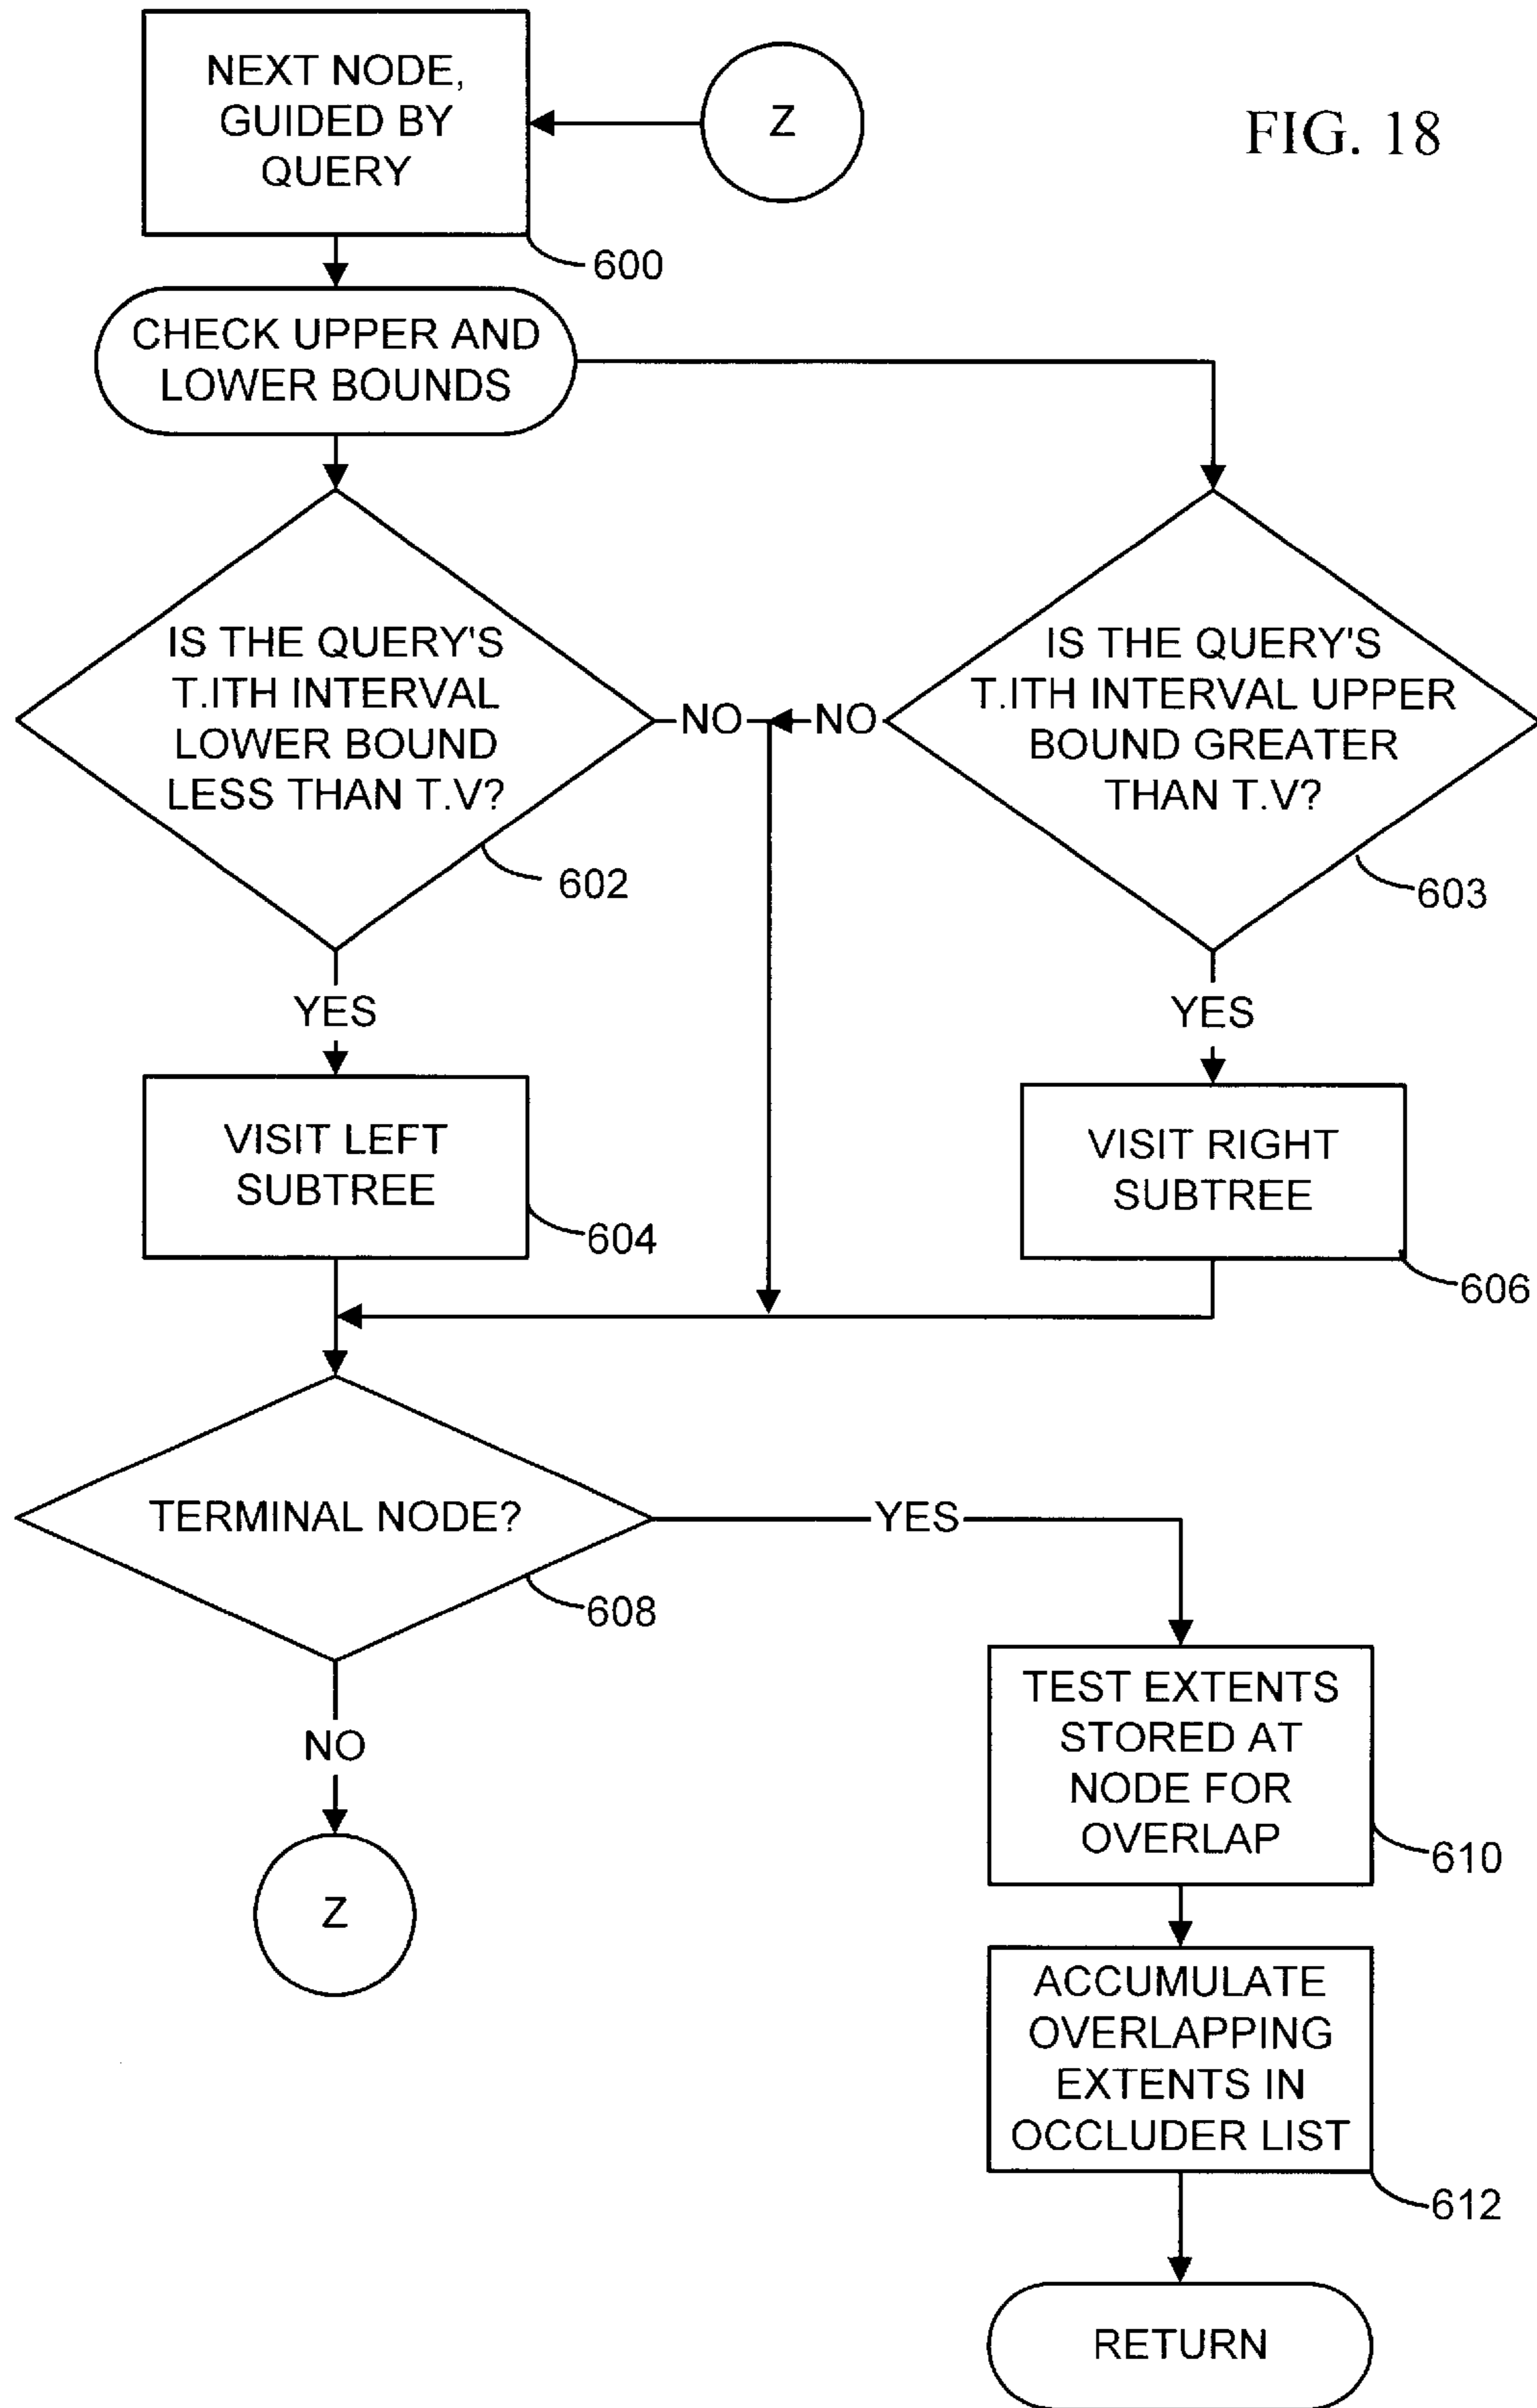 FIG. 18
NEXT NODE,
GUIDED BY
QUERY
Z
600
CHECK UPPER AND
LOWER BOUNDS
IS THE QUERY'S
T.ITH INTERVAL
LOWER BOUND
LESS THAN T.V?
NO
NO
IS THE QUERY'S
T.ITH INTERVAL UPPER
BOUND GREATER
THAN T.V?
602
603
YES
YES
VISIT LEFT
SUBTREE
604
VISIT RIGHT
SUBTREE
606
TERMINAL NODE?
YES
608
NO
Z
TEST EXTENTS
STORED AT
NODE FOR
OVERLAP
610
ACCUMULATE
OVERLAPPING
EXTENTS IN
OCCLUDER LIST
612
RETURN